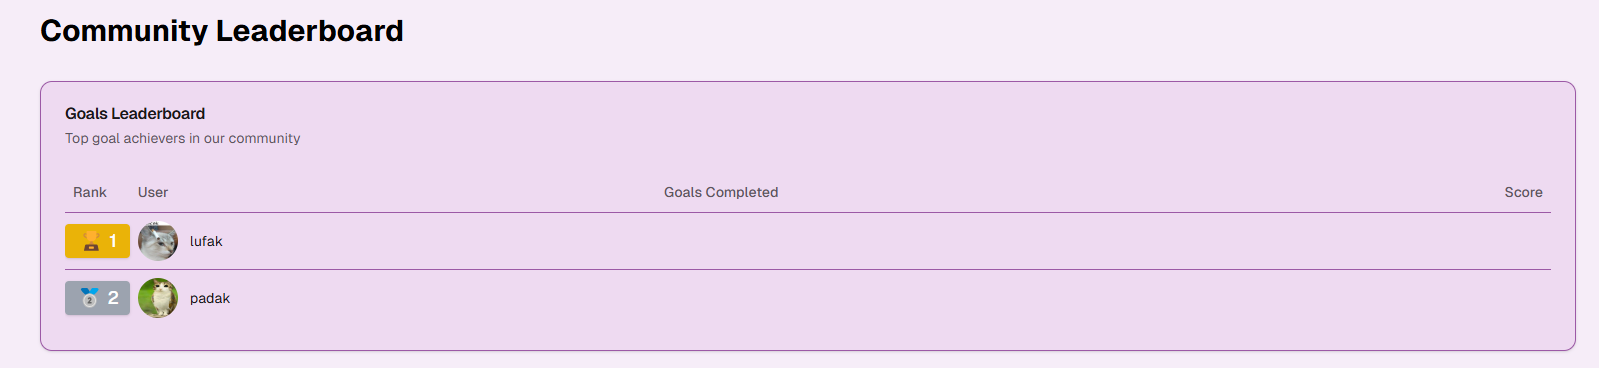 Community Leaderboard
Goals Leaderboard
Top goal achievers in our community
Rank User Goals Completed Score
1 lufak
2 padak